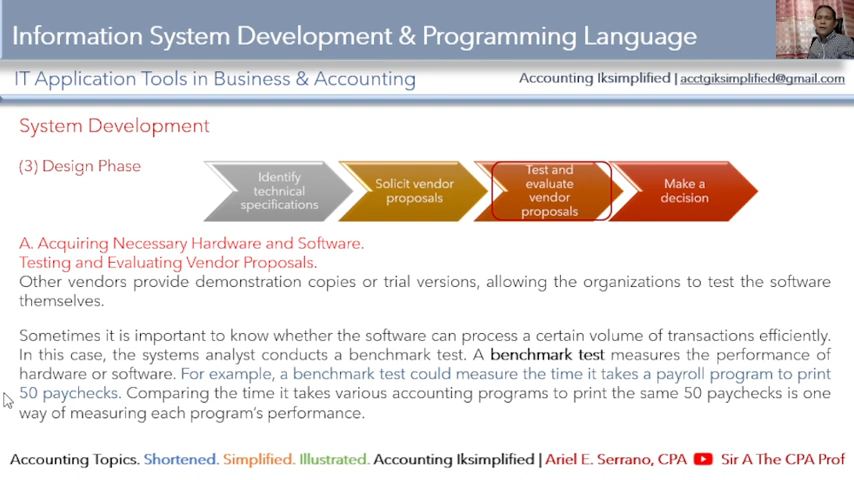 Information System Development & Programming Language
IT Application Tools in Business & Accounting
Accounting Iksimplified | acctgiksimplified@gmail.com
System Development
(3) Design Phase
Identify
technical
specifications
Solicit vendor
proposals
Test and
evaluate
vendor
proposals
Make a
decision
A. Acquiring Necessary Hardware and Software.
Testing and Evaluating Vendor Proposals.
Other vendors provide demonstration copies or trial versions, allowing the organizations to test the software
themselves.
Sometimes it is important to know whether the software can process a certain volume of transactions efficiently.
In this case, the systems analyst conducts a benchmark test. A benchmark test measures the performance of
hardware or software. For example, a benchmark test could measure the time it takes a payroll program to print
50 paychecks. Comparing the time it takes various accounting programs to print the same 50 paychecks is one
way of measuring each program's performance.
Accounting Topics. Shortened. Simplified. Illustrated. Accounting Iksimplified | Ariel E. Serrano, CPA Sir A The CPA Prof